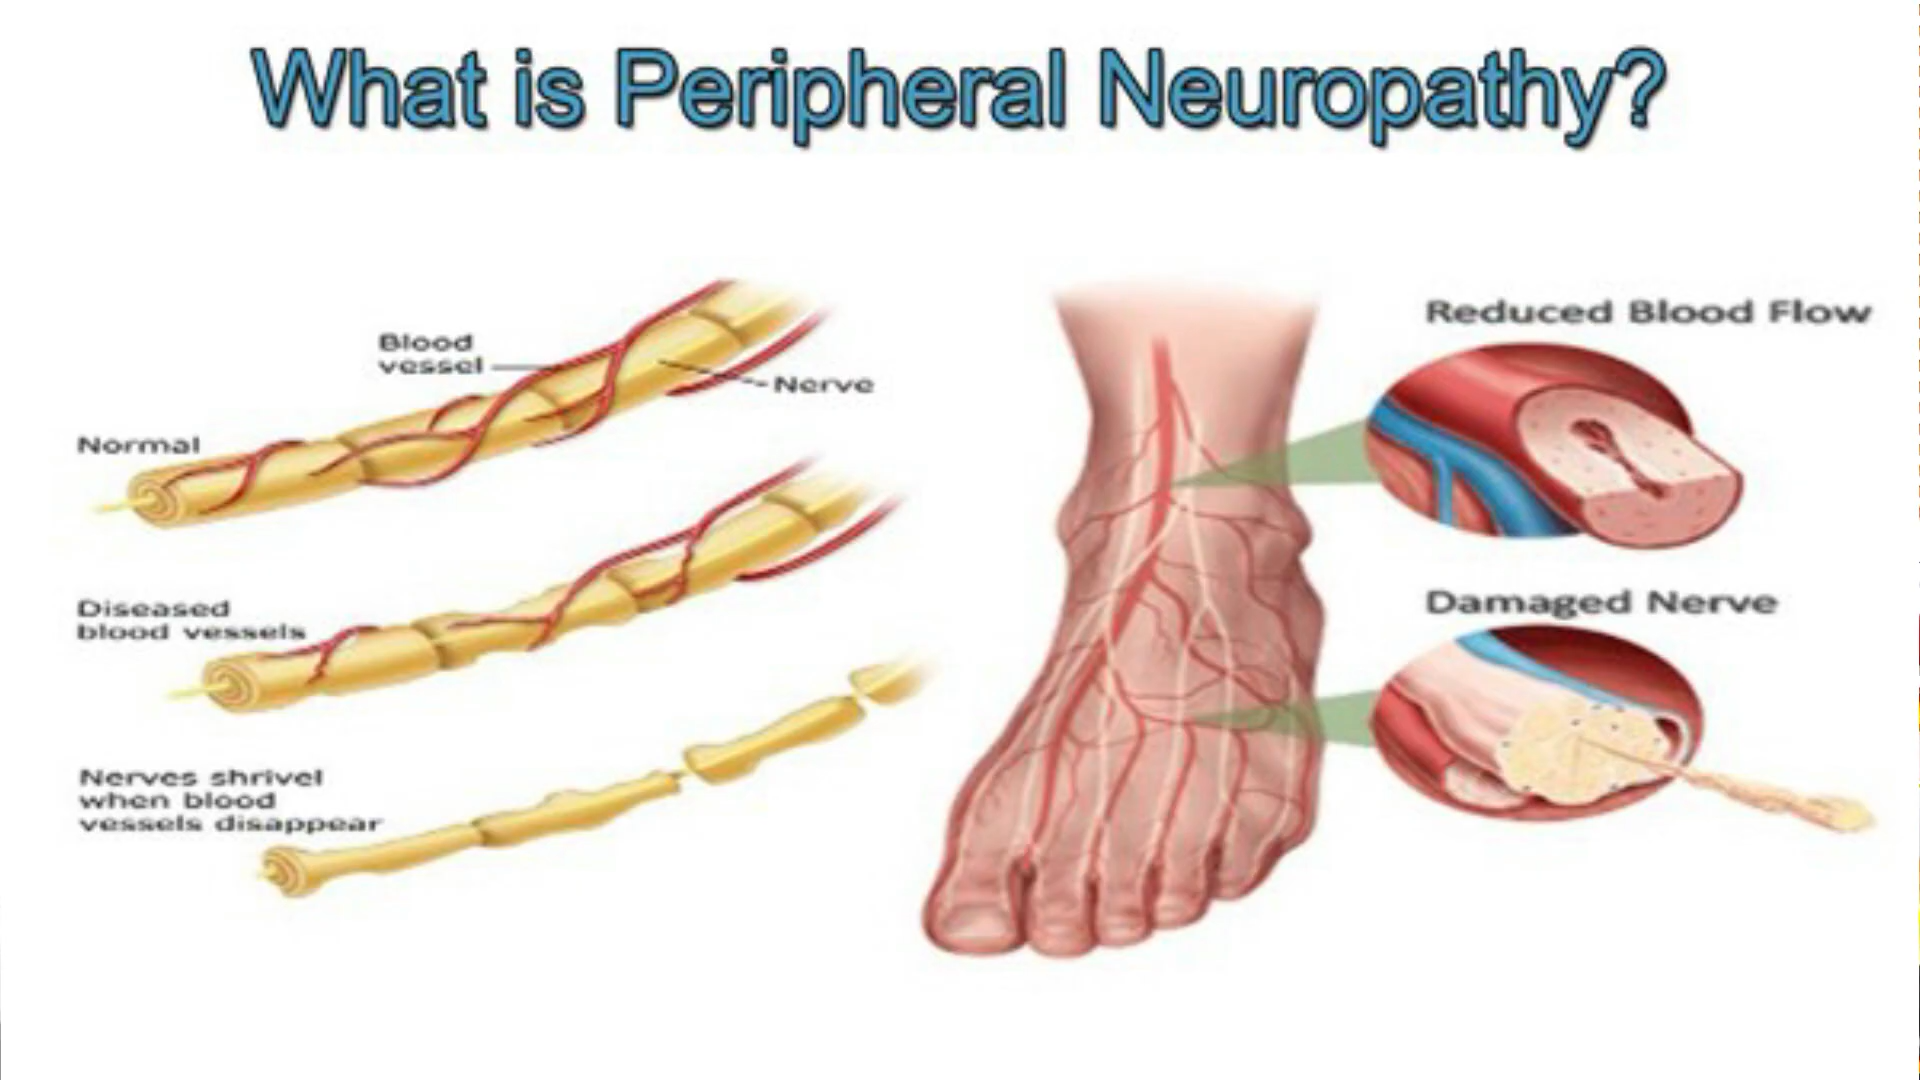 What is Peripheral Neuropathy?
Blood
vessel
Nerve
Normal
Diseased
blood vessels
Nerves shrivel
when blood
vessels disappear
Reduced Blood Flow
Damaged Nerve